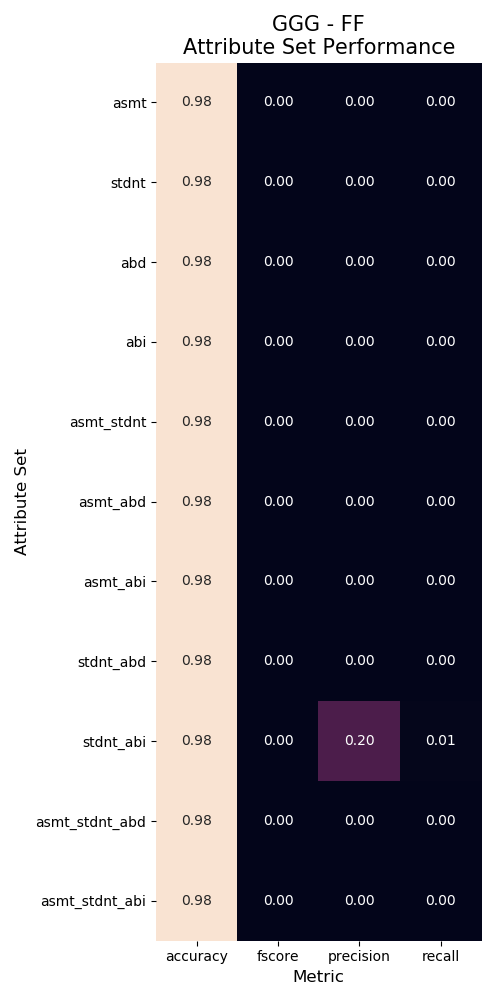 GGG - FF
Attribute Set Performance
asmt 0.98 0.00 0.00 0.00
stdnt 0.98 0.00 0.00 0.00
abd 0.98 0.00 0.00 0.00
abi 0.98 0.00 0.00 0.00
asmt_stdnt 0.98 0.00 0.00 0.00
asmt_abd 0.98 0.00 0.00 0.00
asmt_abi 0.98 0.00 0.00 0.00
stdnt_abd 0.98 0.00 0.00 0.00
stdnt_abi 0.98 0.00 0.20 0.01
asmt_stdnt_abd 0.98 0.00 0.00 0.00
asmt_stdnt_abi 0.98 0.00 0.00 0.00
Attribute Set
accuracy fscore precision recall
Metric